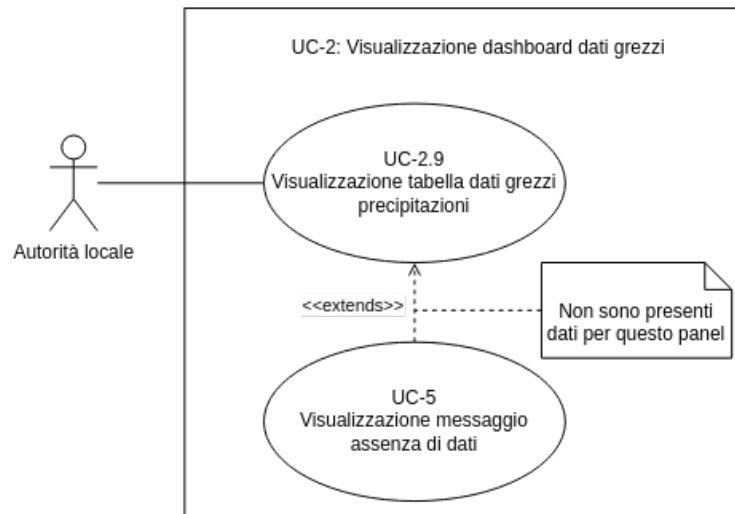 UC-2: Visualizzazione dashboard dati grezzi
UC-2.9
Visualizzazione tabella dati grezzi
precipitazioni
Autorità locale
<<extends>>
Non sono presenti
dati per questo panel
UC-5
Visualizzazione messaggio
assenza di dati